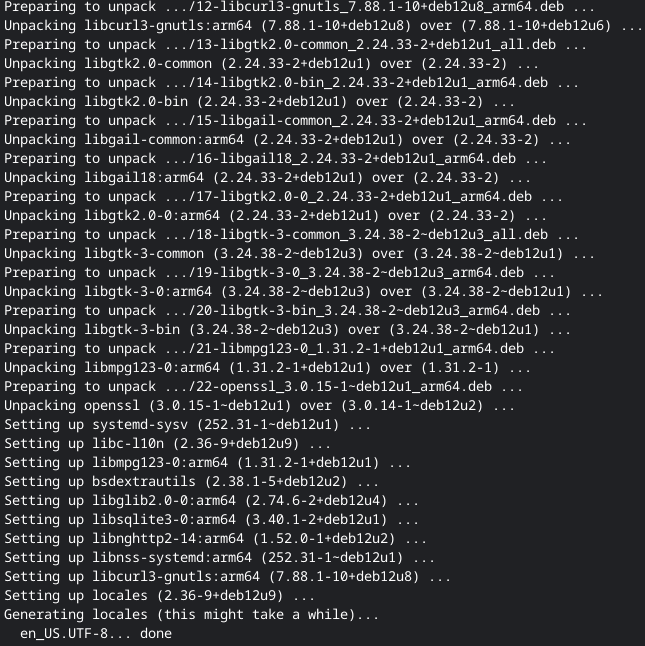 Preparing to unpack .../12-libcurl3-gnutls_7.88.1-10+deb12u8_arm64.deb ...
Unpacking libcurl3-gnutls:arm64 (7.88.1-10+deb12u8) over (7.88.1-10+deb12u6) ...
Preparing to unpack .../13-libgtk2.0-common_2.24.33-2+deb12u1_all.deb ...
Unpacking libgtk2.0-common (2.24.33-2+deb12u1) over (2.24.33-2) ...
Preparing to unpack .../14-libgtk2.0-bin_2.24.33-2+deb12u1_arm64.deb ...
Unpacking libgtk2.0-bin (2.24.33-2+deb12u1) over (2.24.33-2) ...
Preparing to unpack .../15-libgail-common_2.24.33-2+deb12u1_arm64.deb ...
Unpacking libgail-common:arm64 (2.24.33-2+deb12u1) over (2.24.33-2) ...
Preparing to unpack .../16-libgail18_2.24.33-2+deb12u1_arm64.deb ...
Unpacking libgail18:arm64 (2.24.33-2+deb12u1) over (2.24.33-2) ...
Preparing to unpack .../17-libgtk2.0-0_2.24.33-2+deb12u1_arm64.deb ...
Unpacking libgtk2.0-0:arm64 (2.24.33-2+deb12u1) over (2.24.33-2) ...
Preparing to unpack .../18-libgtk-3-common_3.24.38-2~deb12u3_all.deb ...
Unpacking libgtk-3-common (3.24.38-2~deb12u3) over (3.24.38-2~deb12u1) ...
Preparing to unpack .../19-libgtk-3-0_3.24.38-2~deb12u3_arm64.deb ...
Unpacking libgtk-3-0:arm64 (3.24.38-2~deb12u3) over (3.24.38-2~deb12u1) ...
Preparing to unpack .../20-libgtk-3-bin_3.24.38-2~deb12u3_arm64.deb ...
Unpacking libgtk-3-bin (3.24.38-2~deb12u3) over (3.24.38-2~deb12u1) ...
Preparing to unpack .../21-libmpg123-0_1.31.2-1+deb12u1_arm64.deb ...
Unpacking libmpg123-0:arm64 (1.31.2-1+deb12u1) over (1.31.2-1) ...
Preparing to unpack .../22-openssl_3.0.15-1~deb12u1_arm64.deb ...
Unpacking openssl (3.0.15-1~deb12u1) over (3.0.14-1~deb12u2) ...
Setting up systemd-sysv (252.31-1~deb12u1) ...
Setting up libc-l10n (2.36-9+deb12u9) ...
Setting up libmpg123-0:arm64 (1.31.2-1+deb12u1) ...
Setting up bsdextrautils (2.38.1-5+deb12u2) ...
Setting up libglib2.0-0:arm64 (2.74.6-2+deb12u4) ...
Setting up libsqlite3-0:arm64 (3.40.1-2+deb12u1) ...
Setting up libnghttp2-14:arm64 (1.52.0-1+deb12u2) ...
Setting up libnss-systemd:arm64 (252.31-1~deb12u1) ...
Setting up libcurl3-gnutls:arm64 (7.88.1-10+deb12u8) ...
Setting up locales (2.36-9+deb12u9) ...
Generating locales (this might take a while)...
  en_US.UTF-8... done